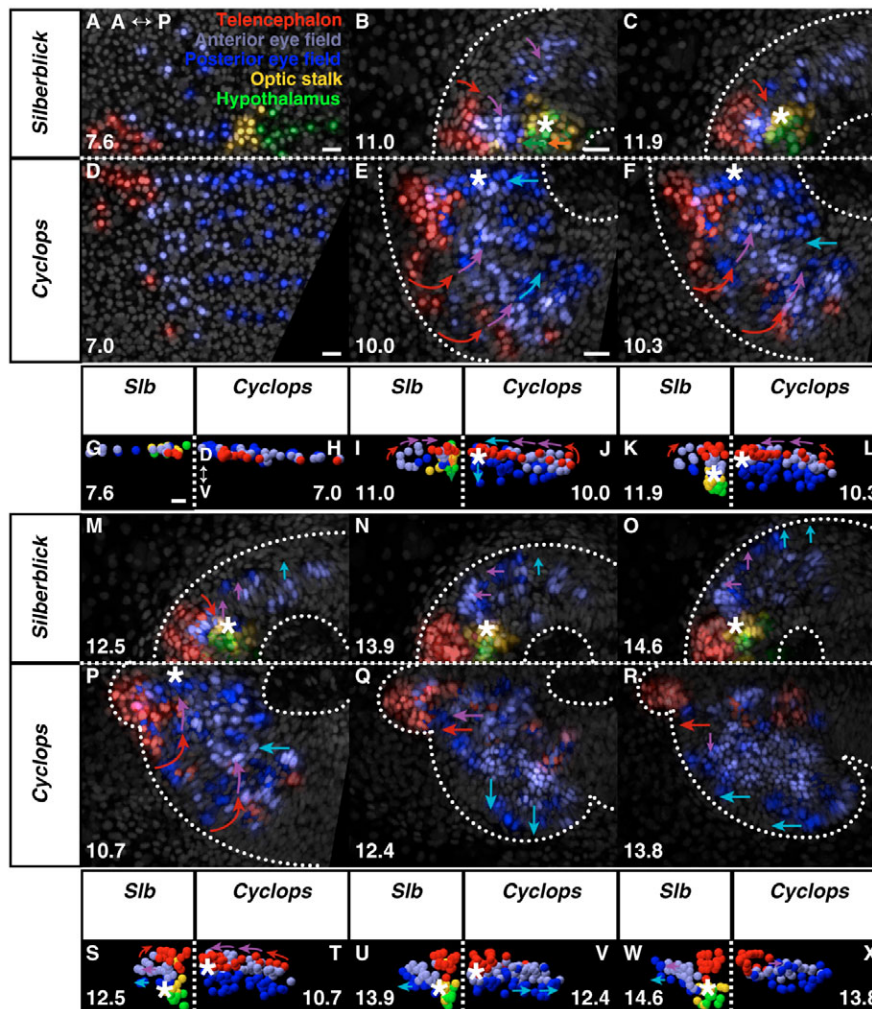 Silberblick
A A ↔ P
Telencephalon
Anterior eye field
Posterior eye field
Optic stalk
Hypothalamus
7.6
B
11.0
*
C
11.9
*
Cyclops
D
7.0
E
10.0
*
F
10.3
*
Slb Cyclops Slb Cyclops Slb Cyclops
G
7.6
H
D
↕
V
7.0
I
11.0
J
*
10.0
K
11.9
*
L
*
10.3
Silberblick
M
12.5
*
N
13.9
*
O
14.6
*
Cyclops
P
10.7
*
Q
12.4
R
13.8
Slb Cyclops Slb Cyclops Slb Cyclops
S
12.5
*
T
*
10.7
U
13.9
*
V
*
12.4
W
14.6
*
X
13.8